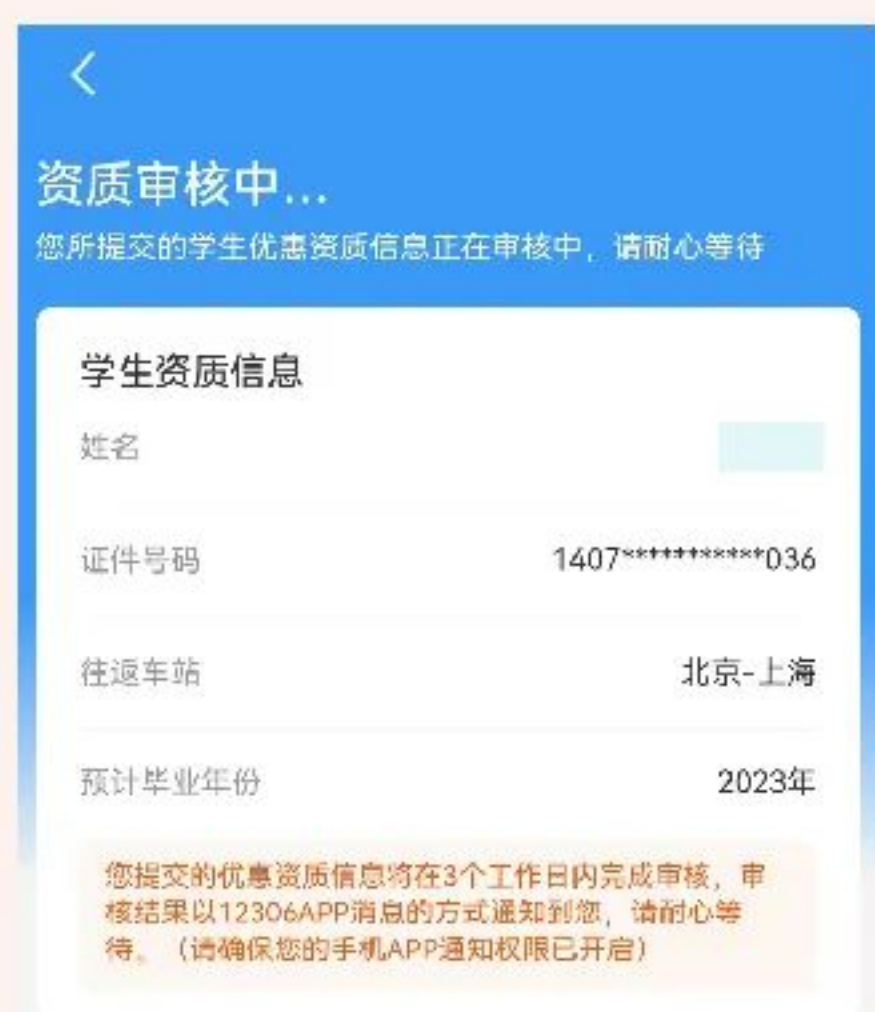 资质审核中...
您所提交的学生优惠资质信息正在审核中，请耐心等待
学生资质信息
姓名
证件号码 1407***********036
往返车站 北京-上海
预计毕业年份 2023年
您提交的优惠资质信息将在3个工作日内完成审核，审
核结果以12306APP消息的方式通知到您，请耐心等
待。（请确保您的手机APP通知权限已开启）